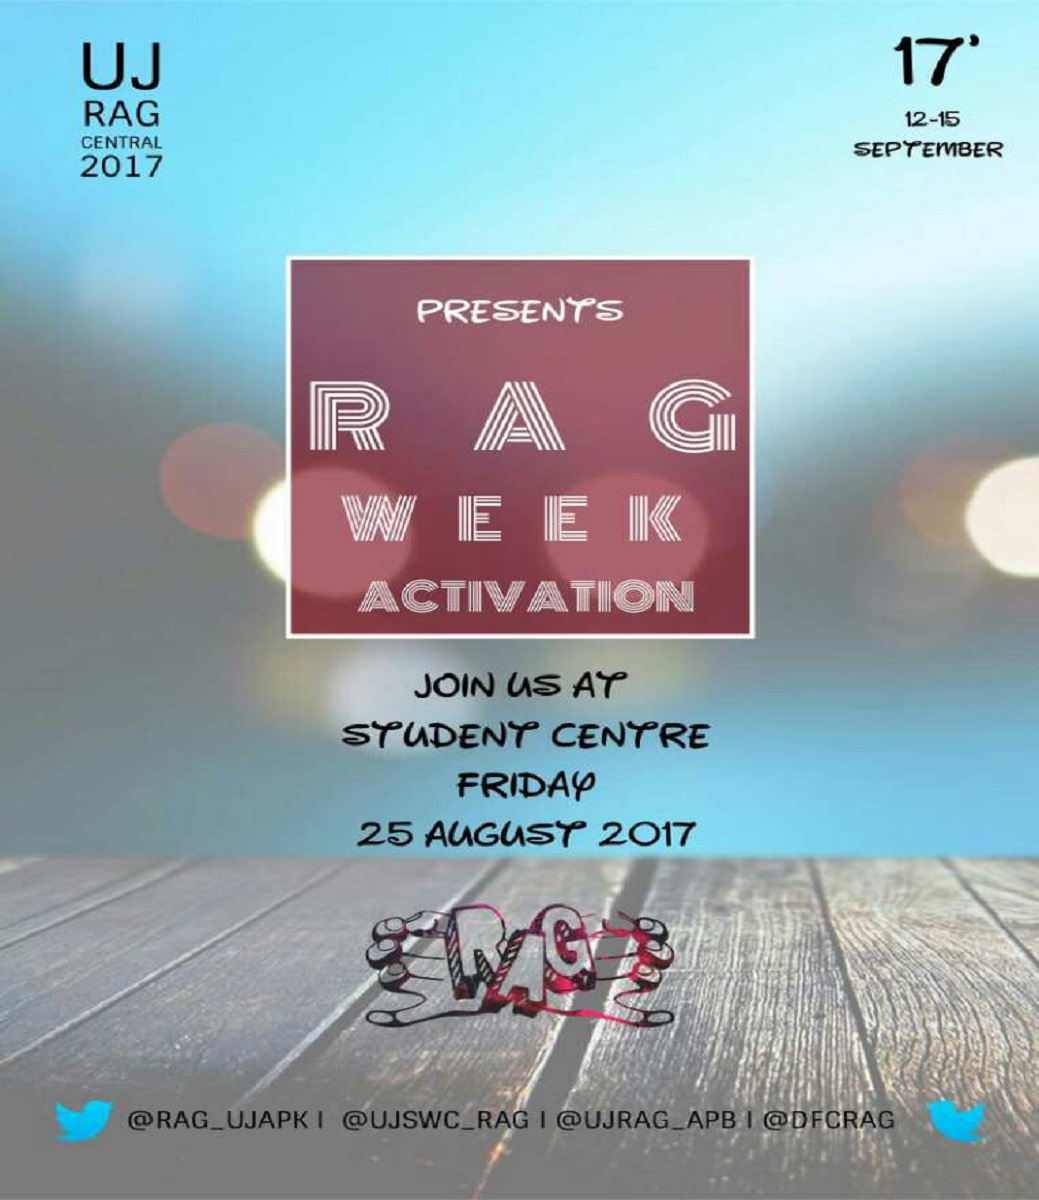 UJ
RAG
CENTRAL
2017
17'
12-15
SEPTEMBER
PRESENTS
RAG
WEEK
ACTIVATION
JOIN US AT
STUDENT CENTRE
FRIDAY
25 AUGUST 2017
RAG
@RAG_UJAPK | @UJSWC_RAG | @UJRAG_APB | @DFCRAG